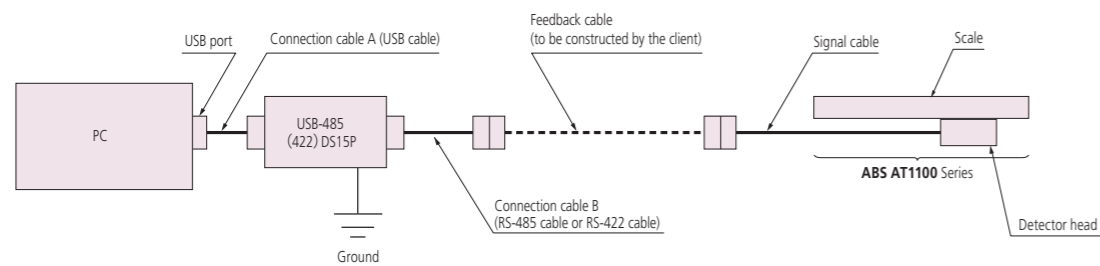 Feedback cable
(to be constructed by the client)
USB port
Connection cable A (USB cable)
Signal cable
Scale
PC
USB-485
(422) DS15P
ABS AT1100 Series
Connection cable B
(RS-485 cable or RS-422 cable)
Detector head
Ground